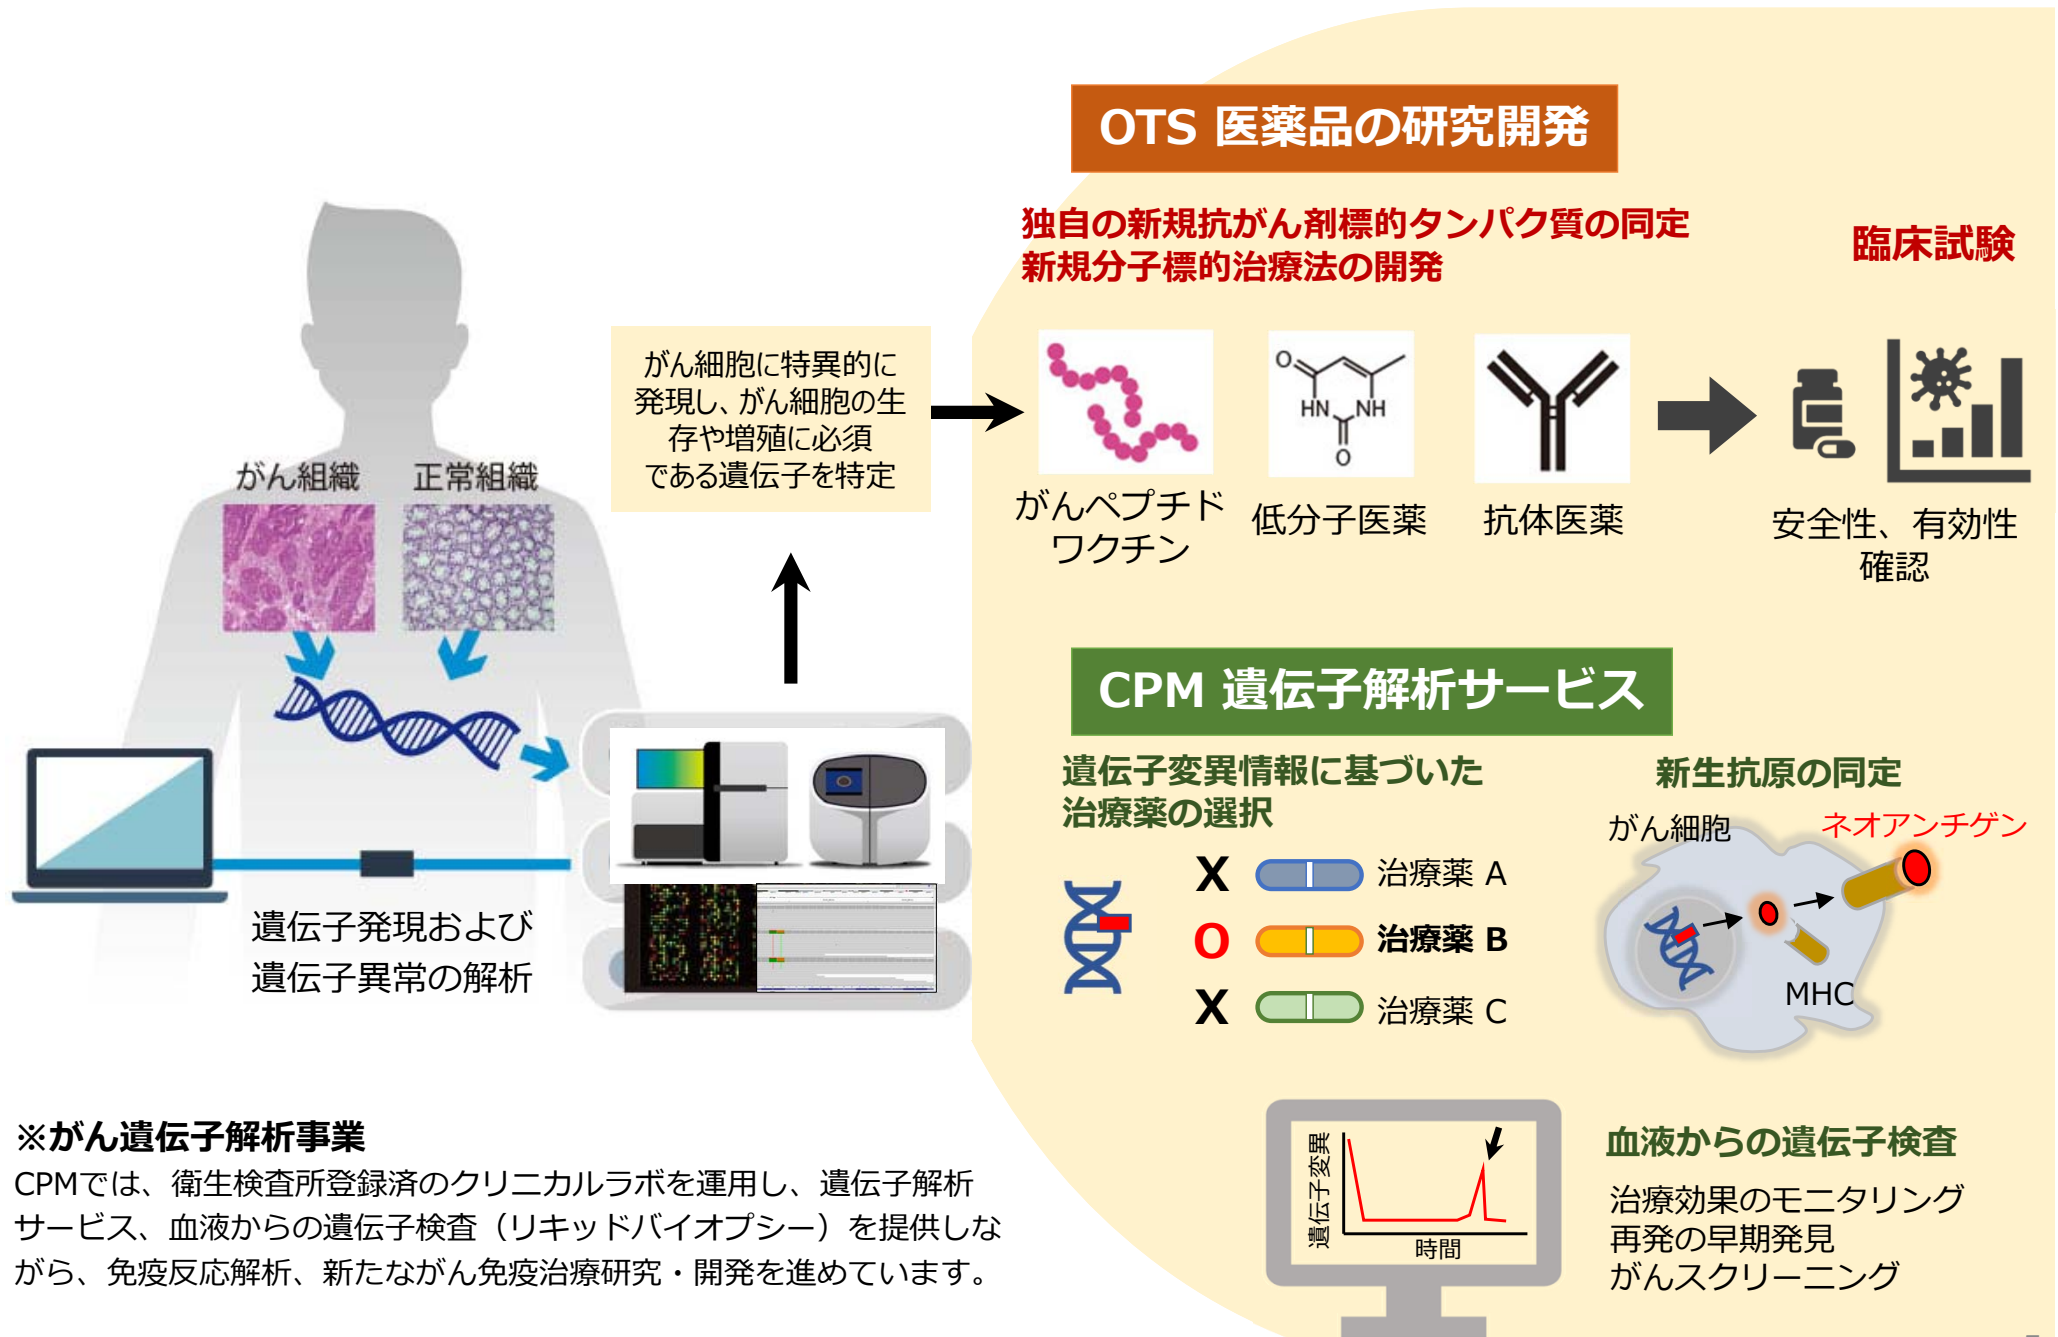 OTS 医薬品の研究開発
独自の新規抗がん剤標的タンパク質の同定
新規分子標的治療法の開発
臨床試験
がん細胞に特異的に
発現し、がん細胞の生
存や増殖に必須
である遺伝子を特定
がん組織
正常組織
O
HN
NH
O
がんペプチド
ワクチン
低分子医薬
抗体医薬
安全性、有効性
確認
CPM 遺伝子解析サービス
遺伝子変異情報に基づいた
治療薬の選択
X 治療薬 A
O 治療薬 B
X 治療薬 C
新生抗原の同定
がん細胞
ネオアンチゲン
MHC
遺伝子発現および
遺伝子異常の解析
※がん遺伝子解析事業
CPMでは、衛生検査所登録済のクリニカルラボを運用し、遺伝子解析
サービス、血液からの遺伝子検査（リキッドバイオプシー）を提供しな
がら、免疫反応解析、新たながん免疫治療研究・開発を進めています。
遺伝子変異
時間
血液からの遺伝子検査
治療効果のモニタリング
再発の早期発見
がんスクリーニング